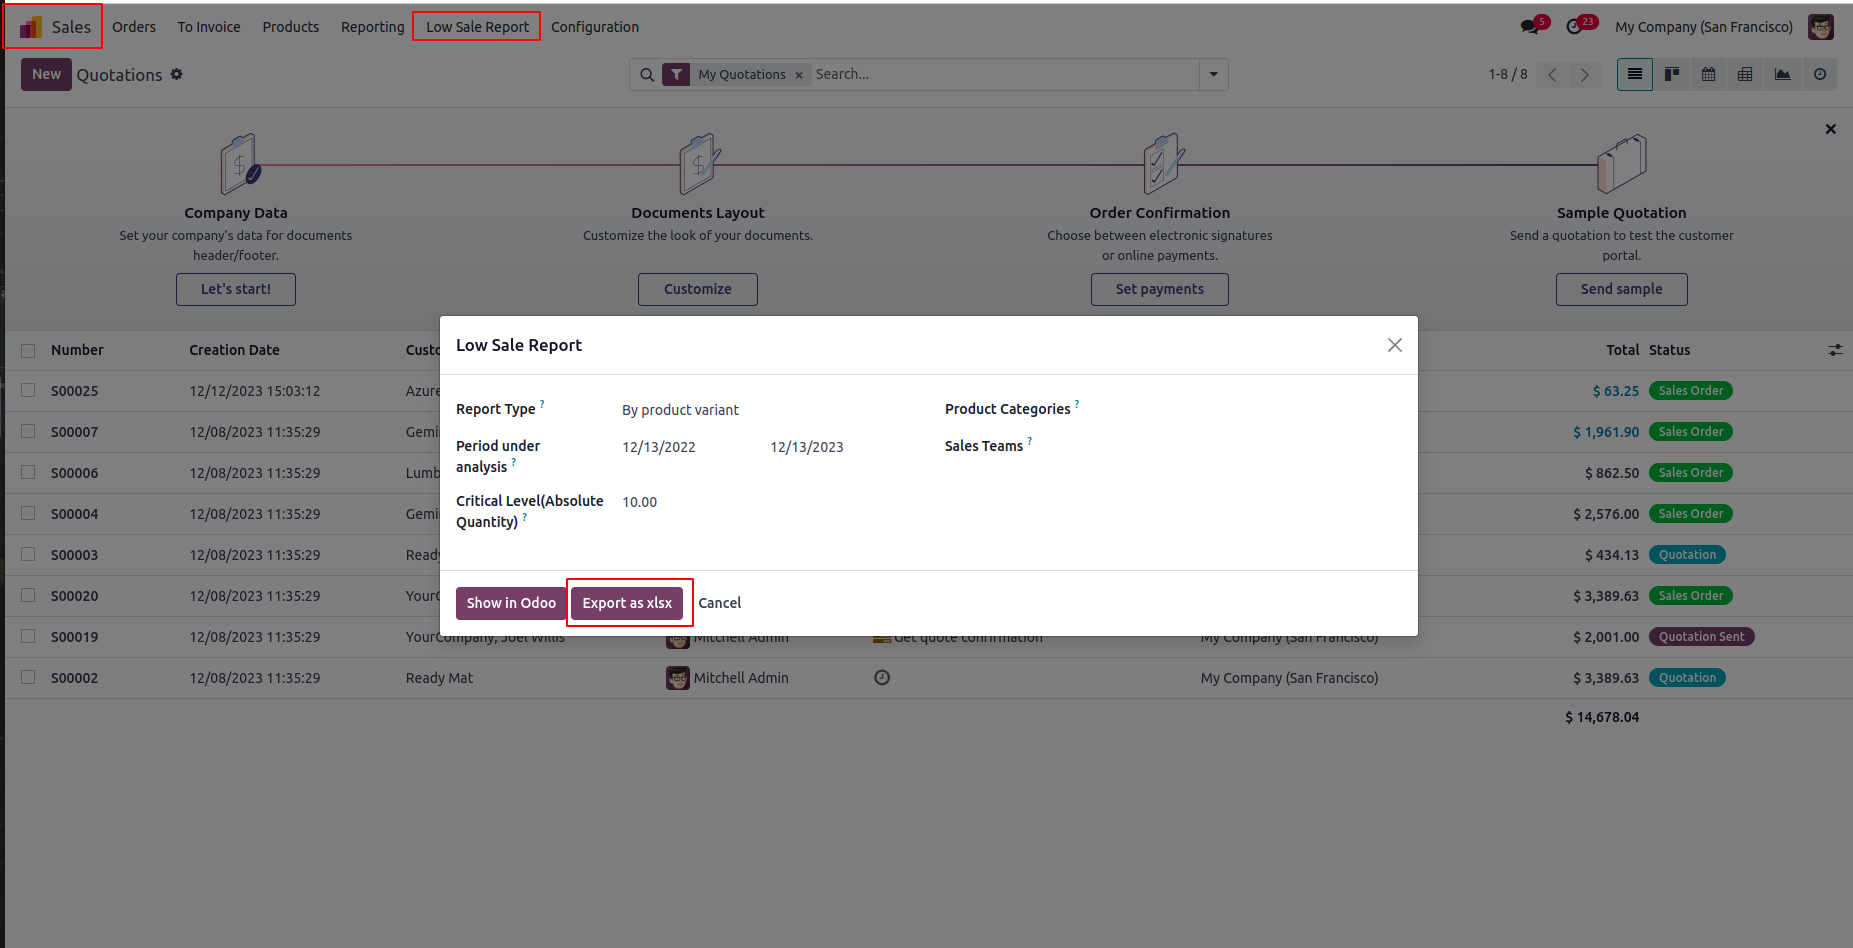 Sales Orders To Invoice Products Reporting Low Sale Report Configuration 5 23 My Company (San Francisco)
New Quotations My Quotations × Search... 1-8 / 8
Company Data
Set your company's data for documents
header/footer.
Let's start!
Documents Layout
Customize the look of your documents.
Customize
Order Confirmation
Choose between electronic signatures
or online payments.
Set payments
Sample Quotation
Send a quotation to test the customer
portal.
Send sample
Number Creation Date Total Status
S00025 12/12/2023 15:03:12 Azure $ 63.25 Sales Order
S00007 12/08/2023 11:35:29 $ 1,961.90 Sales Order
S00006 12/08/2023 11:35:29 $ 862.50 Sales Order
S00004 12/08/2023 11:35:29 $ 2,576.00 Sales Order
S00003 12/08/2023 11:35:29 Ready $ 434.13 Quotation
S00020 12/08/2023 11:35:29 $ 3,389.63 Sales Order
S00019 12/08/2023 11:35:29 YourCompany, Joel Willis Mitchell Admin Get quote confirmation My Company (San Francisco) $ 2,001.00 Quotation Sent
S00002 12/08/2023 11:35:29 Ready Mat Mitchell Admin My Company (San Francisco) $ 3,389.63 Quotation
$ 14,678.04
Low Sale Report
Report Type ? By product variant
Period under
analysis ? 12/13/2022 12/13/2023
Critical Level(Absolute
Quantity) ? 10.00
Product Categories ?
Sales Teams ?
Show in Odoo Export as xlsx Cancel